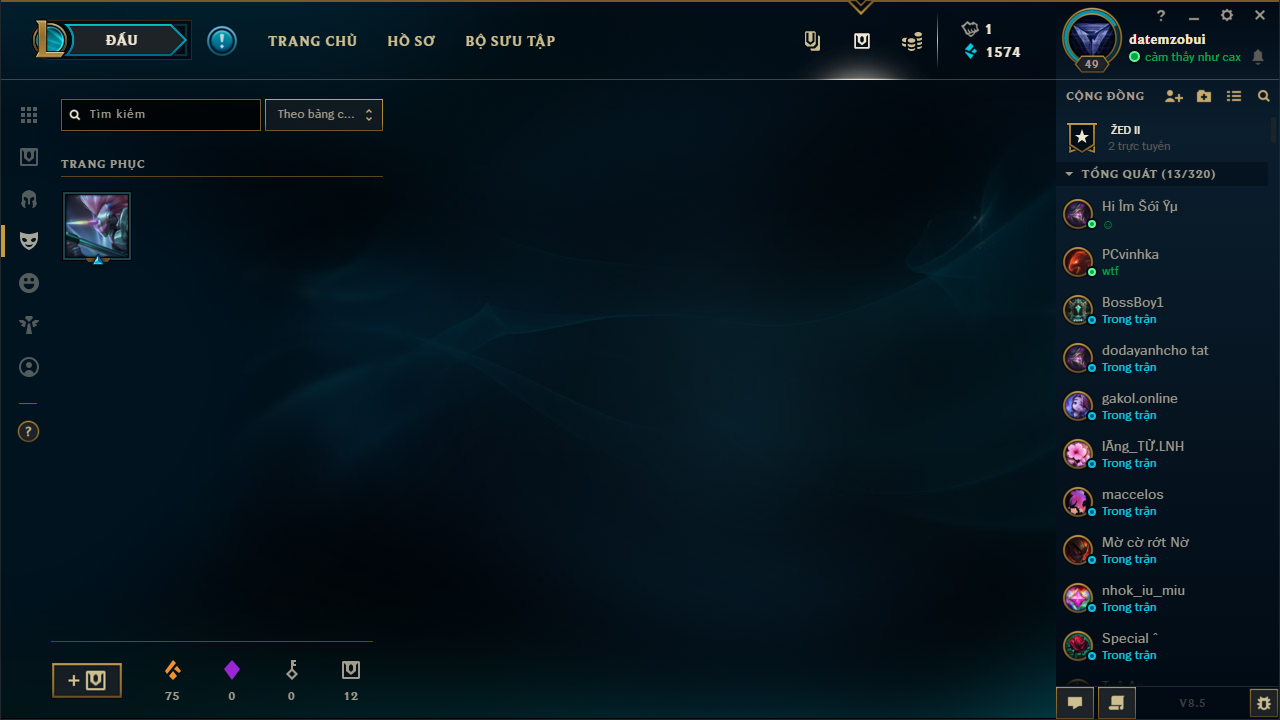 ĐẤU
TRANG CHỦ
HỒ SƠ
BỘ SƯU TẬP
1
1574
49
datemzobui
cảm thấy như cax
Tìm kiếm
Theo bảng c...
TRANG PHỤC
75
0
0
12
CỘNG ĐỒNG
ŽED II
2 trực tuyến
TỔNG QUÁT (13/320)
Hi Îm Šóî Ÿµ
☺
PCvinhka
wtf
BossBoy1
Trong trận
dodayanhcho tat
Trong trận
gakol.online
Trong trận
lÃng_TỬ.LNH
Trong trận
maccelos
Trong trận
Mờ cờ rớt Nờ
Trong trận
nhok_iu_miu
Trong trận
Special ˆ
Trong trận
V8.5